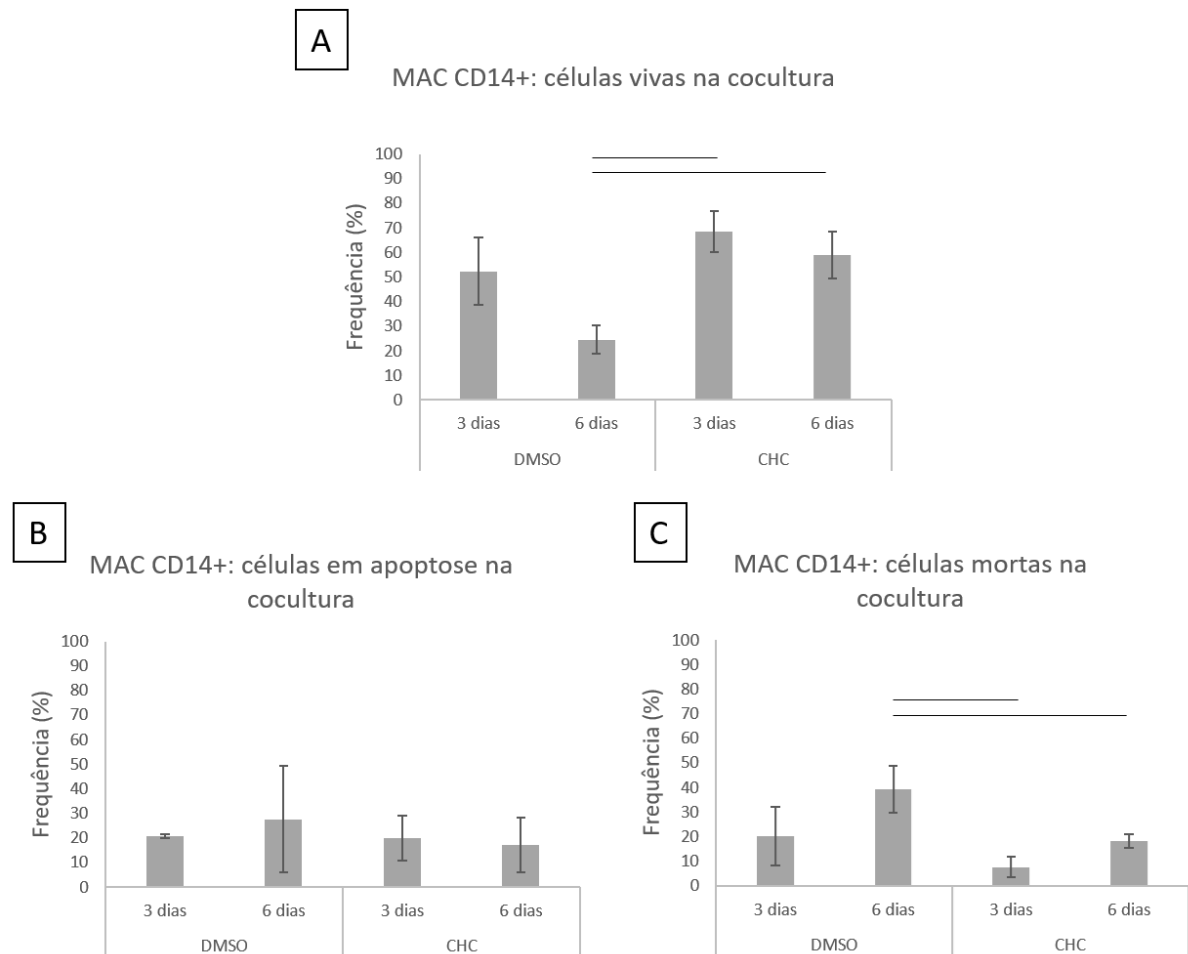 A
MAC CD14+: células vivas na cocultura
Frequência (%)
100
90
80
70
60
50
40
30
20
10
0
3 dias 6 dias 3 dias 6 dias
DMSO CHC
B
MAC CD14+: células em apoptose na
cocultura
Frequência (%)
100
90
80
70
60
50
40
30
20
10
0
3 dias 6 dias 3 dias 6 dias
DMSO CHC
C
MAC CD14+: células mortas na
cocultura
Frequência (%)
100
90
80
70
60
50
40
30
20
10
0
3 dias 6 dias 3 dias 6 dias
DMSO CHC